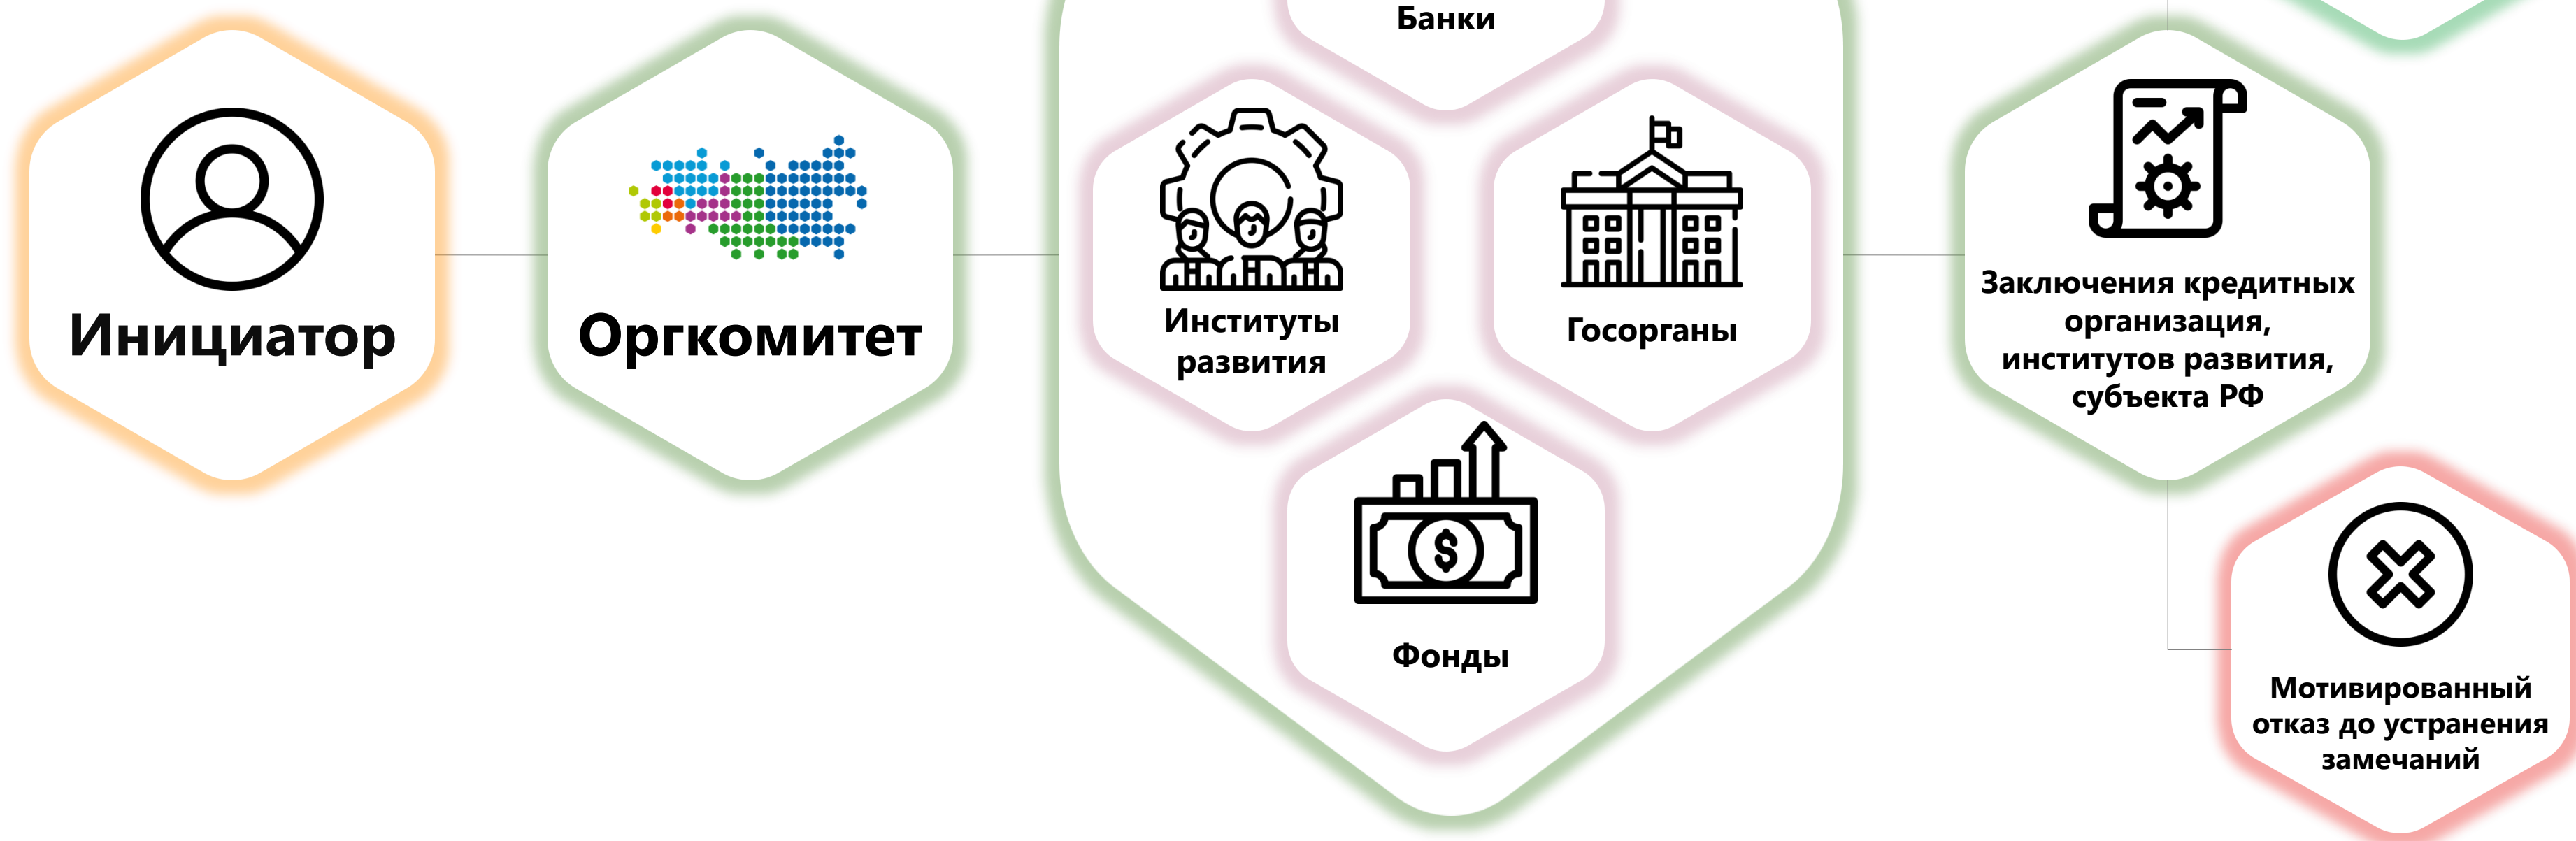 Инициатор
Оргкомитет
Банки
Институты
развития
Госорганы
Фонды
Заключения кредитных
организация,
институтов развития,
субъекта РФ
Мотивированный
отказ до устранения
замечаний